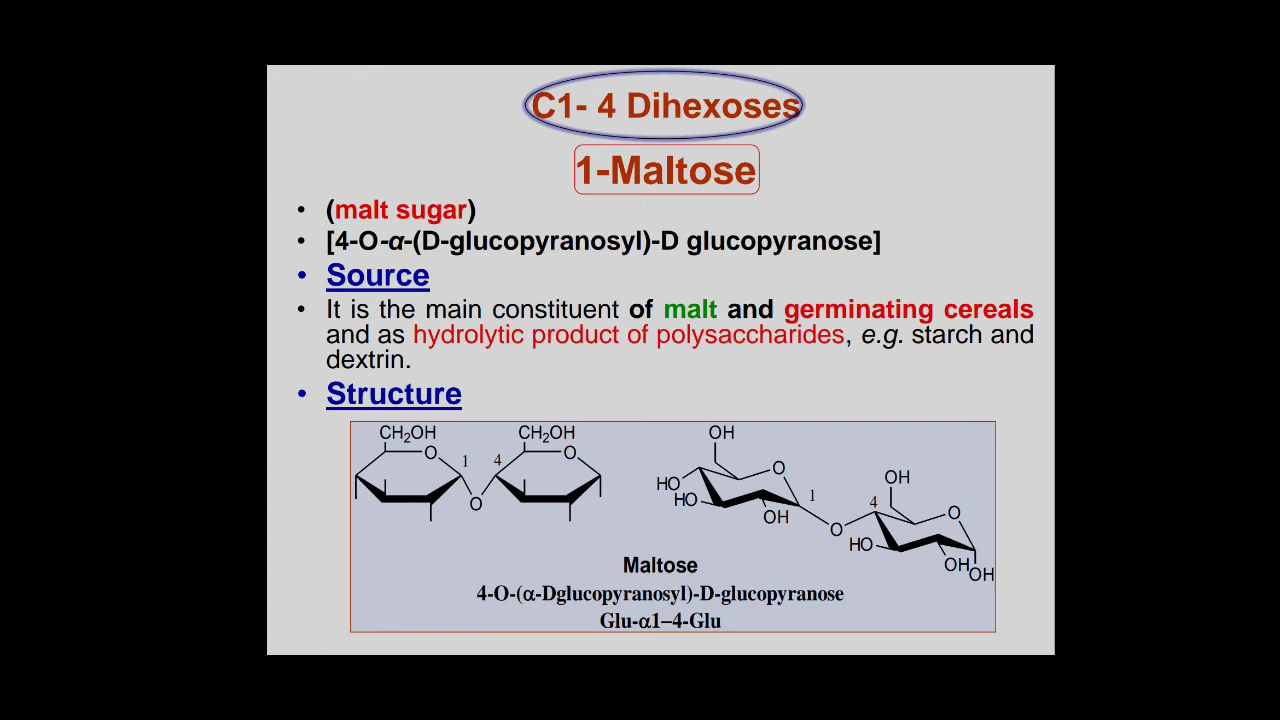 C1- 4 Dihexoses
1-Maltose
• (malt sugar)
• [4-O-α-(D-glucopyranosyl)-D glucopyranose]
• Source
• It is the main constituent of malt and germinating cereals
and as hydrolytic product of polysaccharides, e.g. starch and
dextrin.
• Structure
CH2OH CH2OH OH
O 1 4 O O
HO HO OH 1 OH
O O 4 O
HO OH OH
Maltose
4-O-(α-Dglucopyranosyl)-D-glucopyranose
Glu-α1–4-Glu